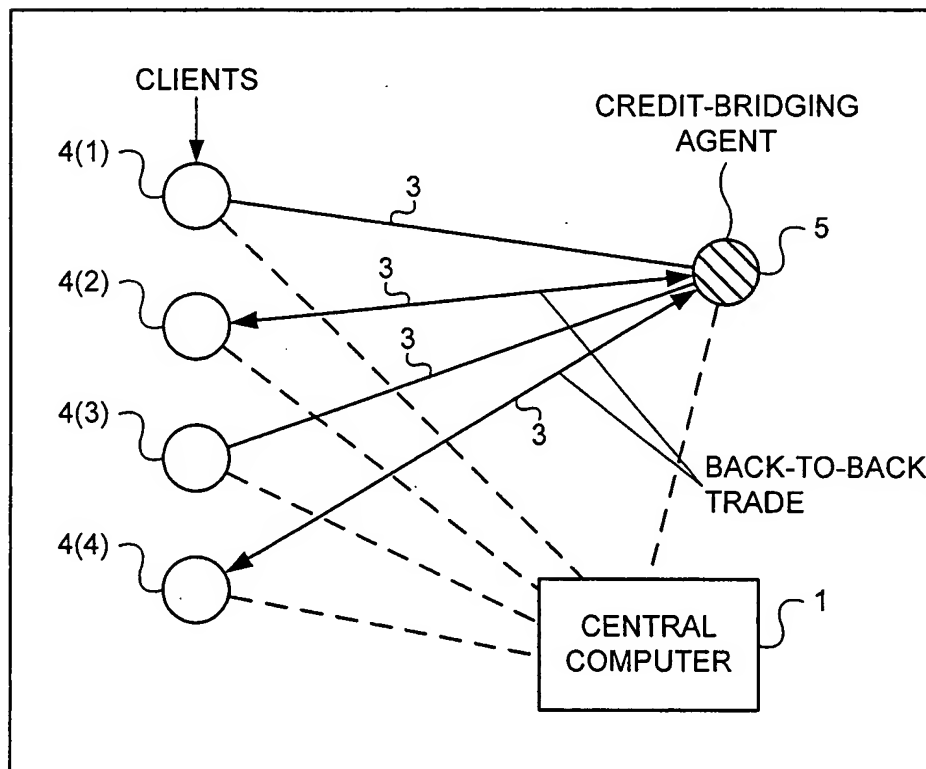 CLIENTS
CREDIT-BRIDGING
AGENT
4(1)
3
5
4(2)
3
3
4(3)
3
BACK-TO-BACK
TRADE
4(4)
1
CENTRAL
COMPUTER